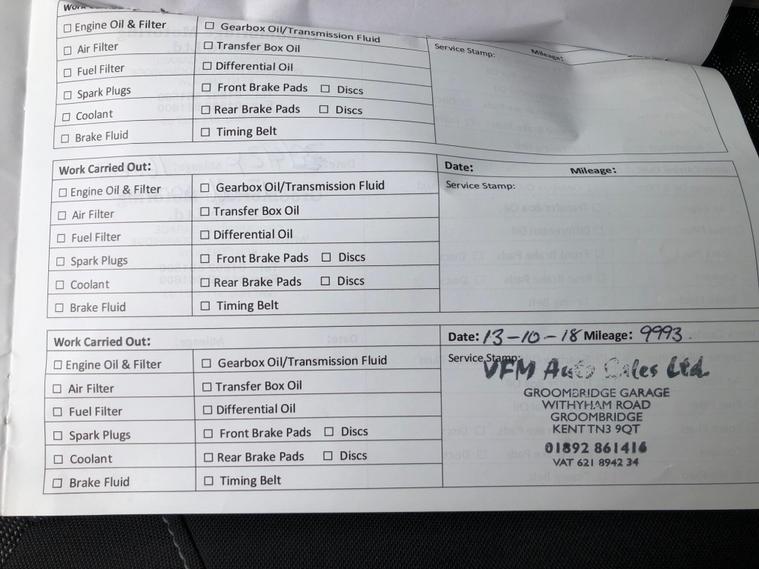 Work
☐ Engine Oil & Filter ☐ Gearbox Oil/Transmission Fluid
☐ Air Filter ☐ Transfer Box Oil Service Stamp: Mileage:
☐ Fuel Filter ☐ Differential Oil
☐ Spark Plugs ☐ Front Brake Pads ☐ Discs
☐ Coolant ☐ Rear Brake Pads ☐ Discs
☐ Brake Fluid ☐ Timing Belt
Work Carried Out: Date: Mileage:
☐ Engine Oil & Filter ☐ Gearbox Oil/Transmission Fluid Service Stamp:
☐ Air Filter ☐ Transfer Box Oil
☐ Fuel Filter ☐ Differential Oil
☐ Spark Plugs ☐ Front Brake Pads ☐ Discs
☐ Coolant ☐ Rear Brake Pads ☐ Discs
☐ Brake Fluid ☐ Timing Belt
Work Carried Out: Date: 13-10-18 Mileage: 9993
☐ Engine Oil & Filter ☐ Gearbox Oil/Transmission Fluid Service Stamp:
☐ Air Filter ☐ Transfer Box Oil
☐ Fuel Filter ☐ Differential Oil
☐ Spark Plugs ☐ Front Brake Pads ☐ Discs
☐ Coolant ☐ Rear Brake Pads ☐ Discs
☐ Brake Fluid ☐ Timing Belt
VFM Auto Sales Ltd.
GROOMBRIDGE GARAGE
WITHYHAM ROAD
GROOMBRIDGE
KENT TN3 9QT
01892 861416
VAT 621 8942 34